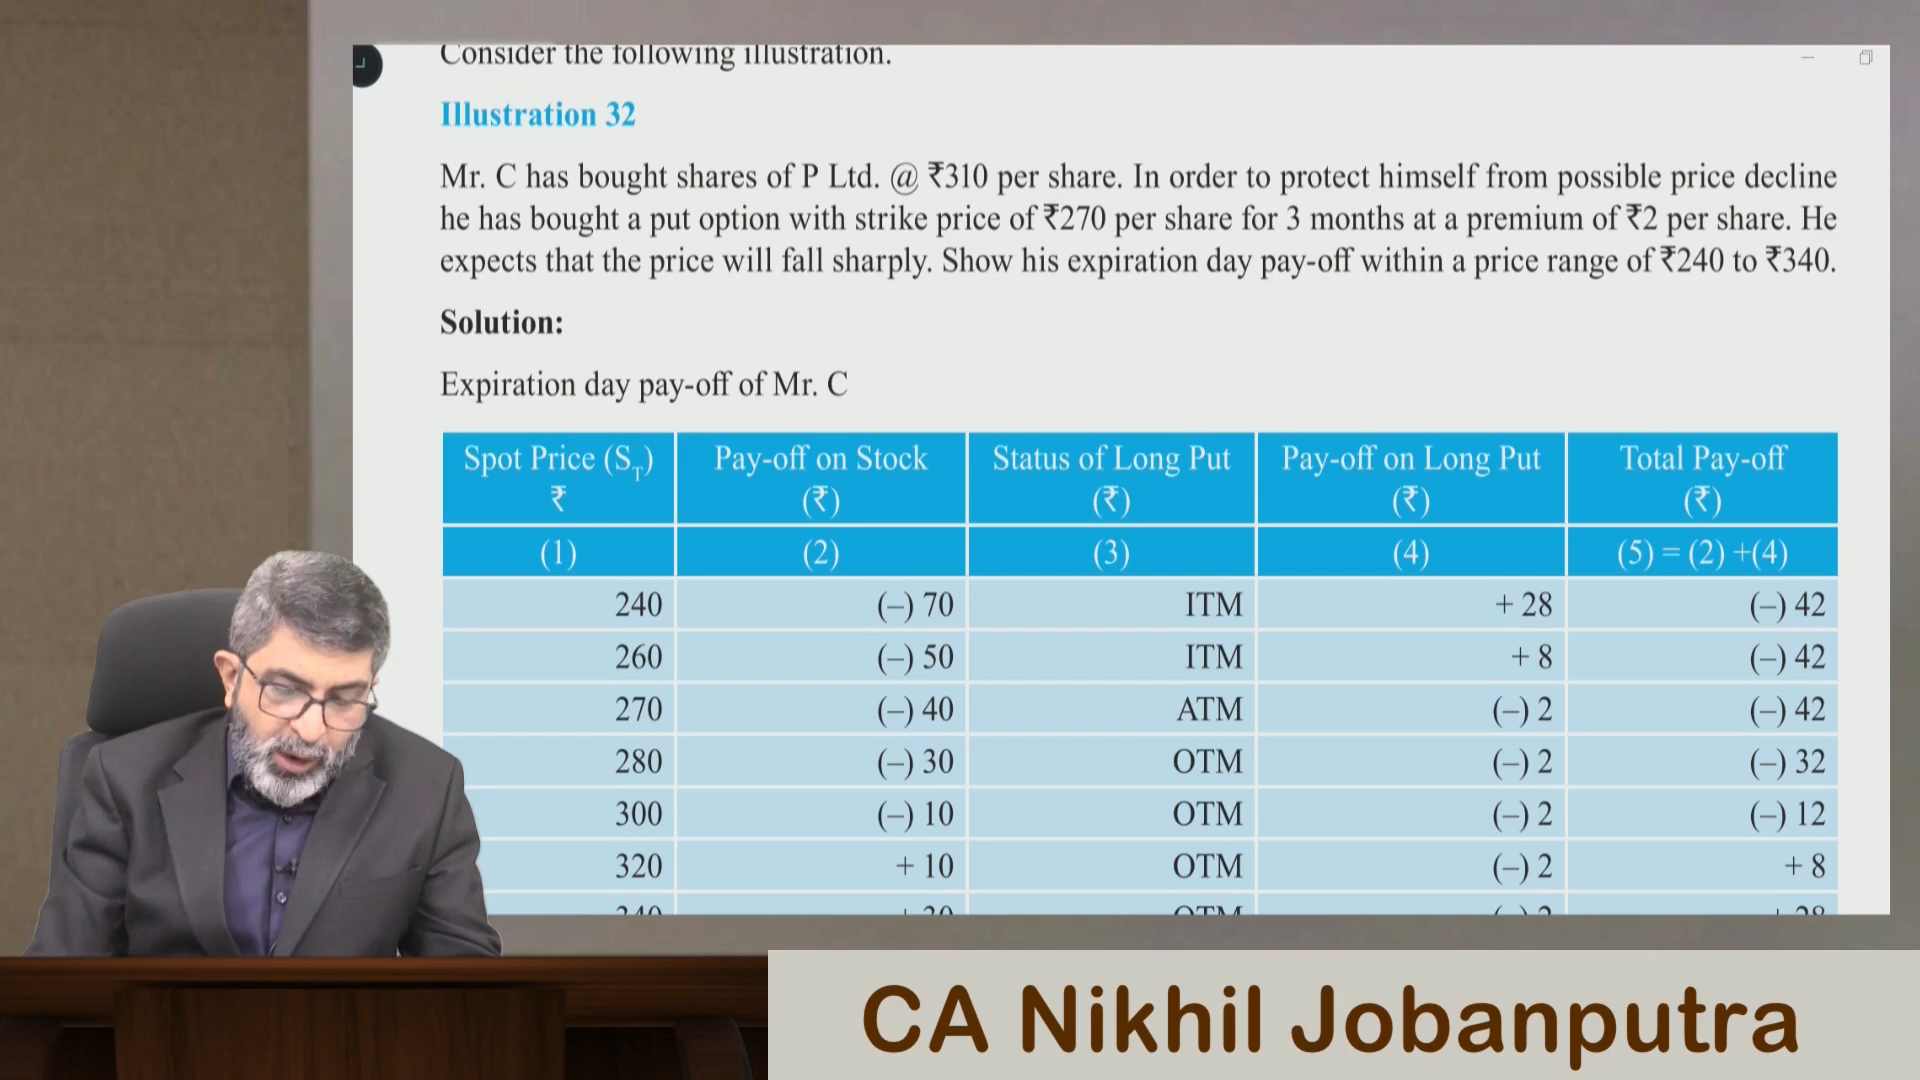 Consider the following illustration.
Illustration 32
Mr. C has bought shares of P Ltd. @ ₹310 per share. In order to protect himself from possible price decline
he has bought a put option with strike price of ₹270 per share for 3 months at a premium of ₹2 per share. He
expects that the price will fall sharply. Show his expiration day pay-off within a price range of ₹240 to ₹340.
Solution:
Expiration day pay-off of Mr. C
Spot Price (S_T) Pay-off on Stock Status of Long Put Pay-off on Long Put Total Pay-off
₹ (₹) (₹) (₹) (₹)
(1) (2) (3) (4) (5) = (2) +(4)
240 (–) 70 ITM + 28 (–) 42
260 (–) 50 ITM + 8 (–) 42
270 (–) 40 ATM (–) 2 (–) 42
280 (–) 30 OTM (–) 2 (–) 32
300 (–) 10 OTM (–) 2 (–) 12
320 + 10 OTM (–) 2 + 8
CA Nikhil Jobanputra